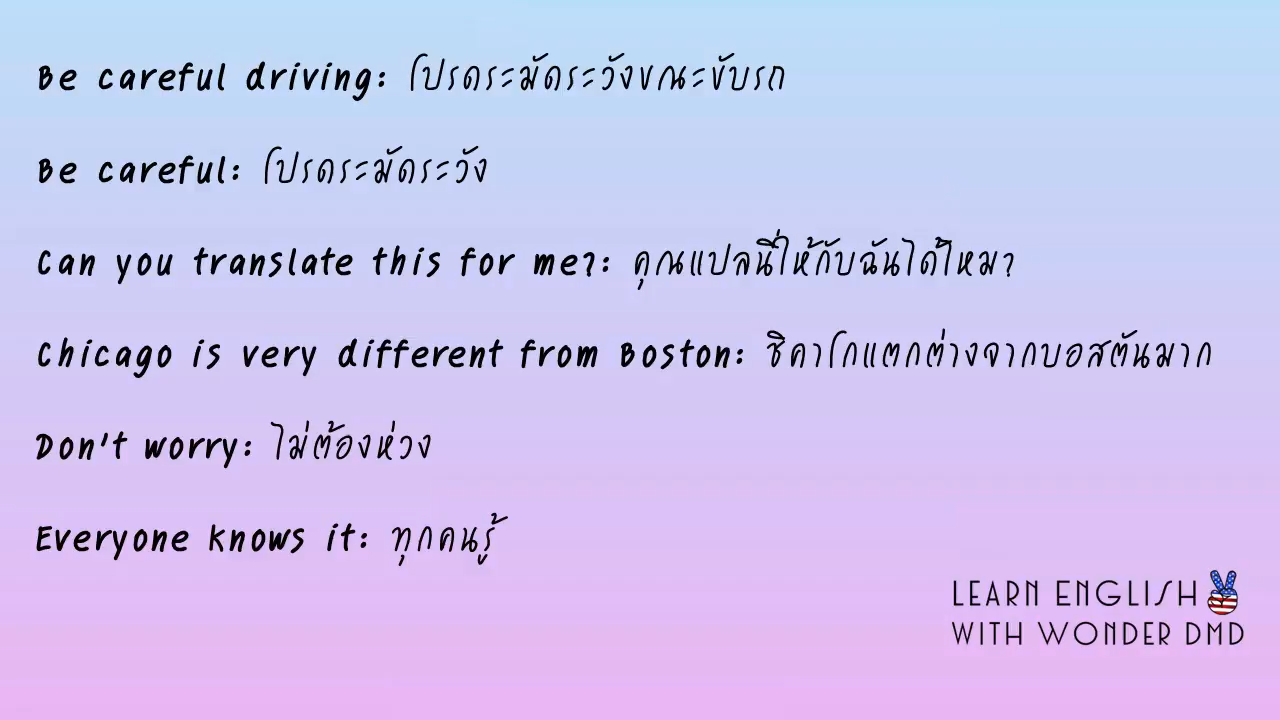 Be careful driving: โปรดระมัดระวังขณะขับรถ
Be careful: โปรดระมัดระวัง
Can you translate this for me?: คุณแปลนี่ให้กับฉันได้ไหม?
Chicago is very different from Boston: ชิคาโกแตกต่างจากบอสตันมาก
Don't worry: ไม่ต้องห่วง
Everyone knows it: ทุกคนรู้
LEARN ENGLISH
WITH WONDER DMD